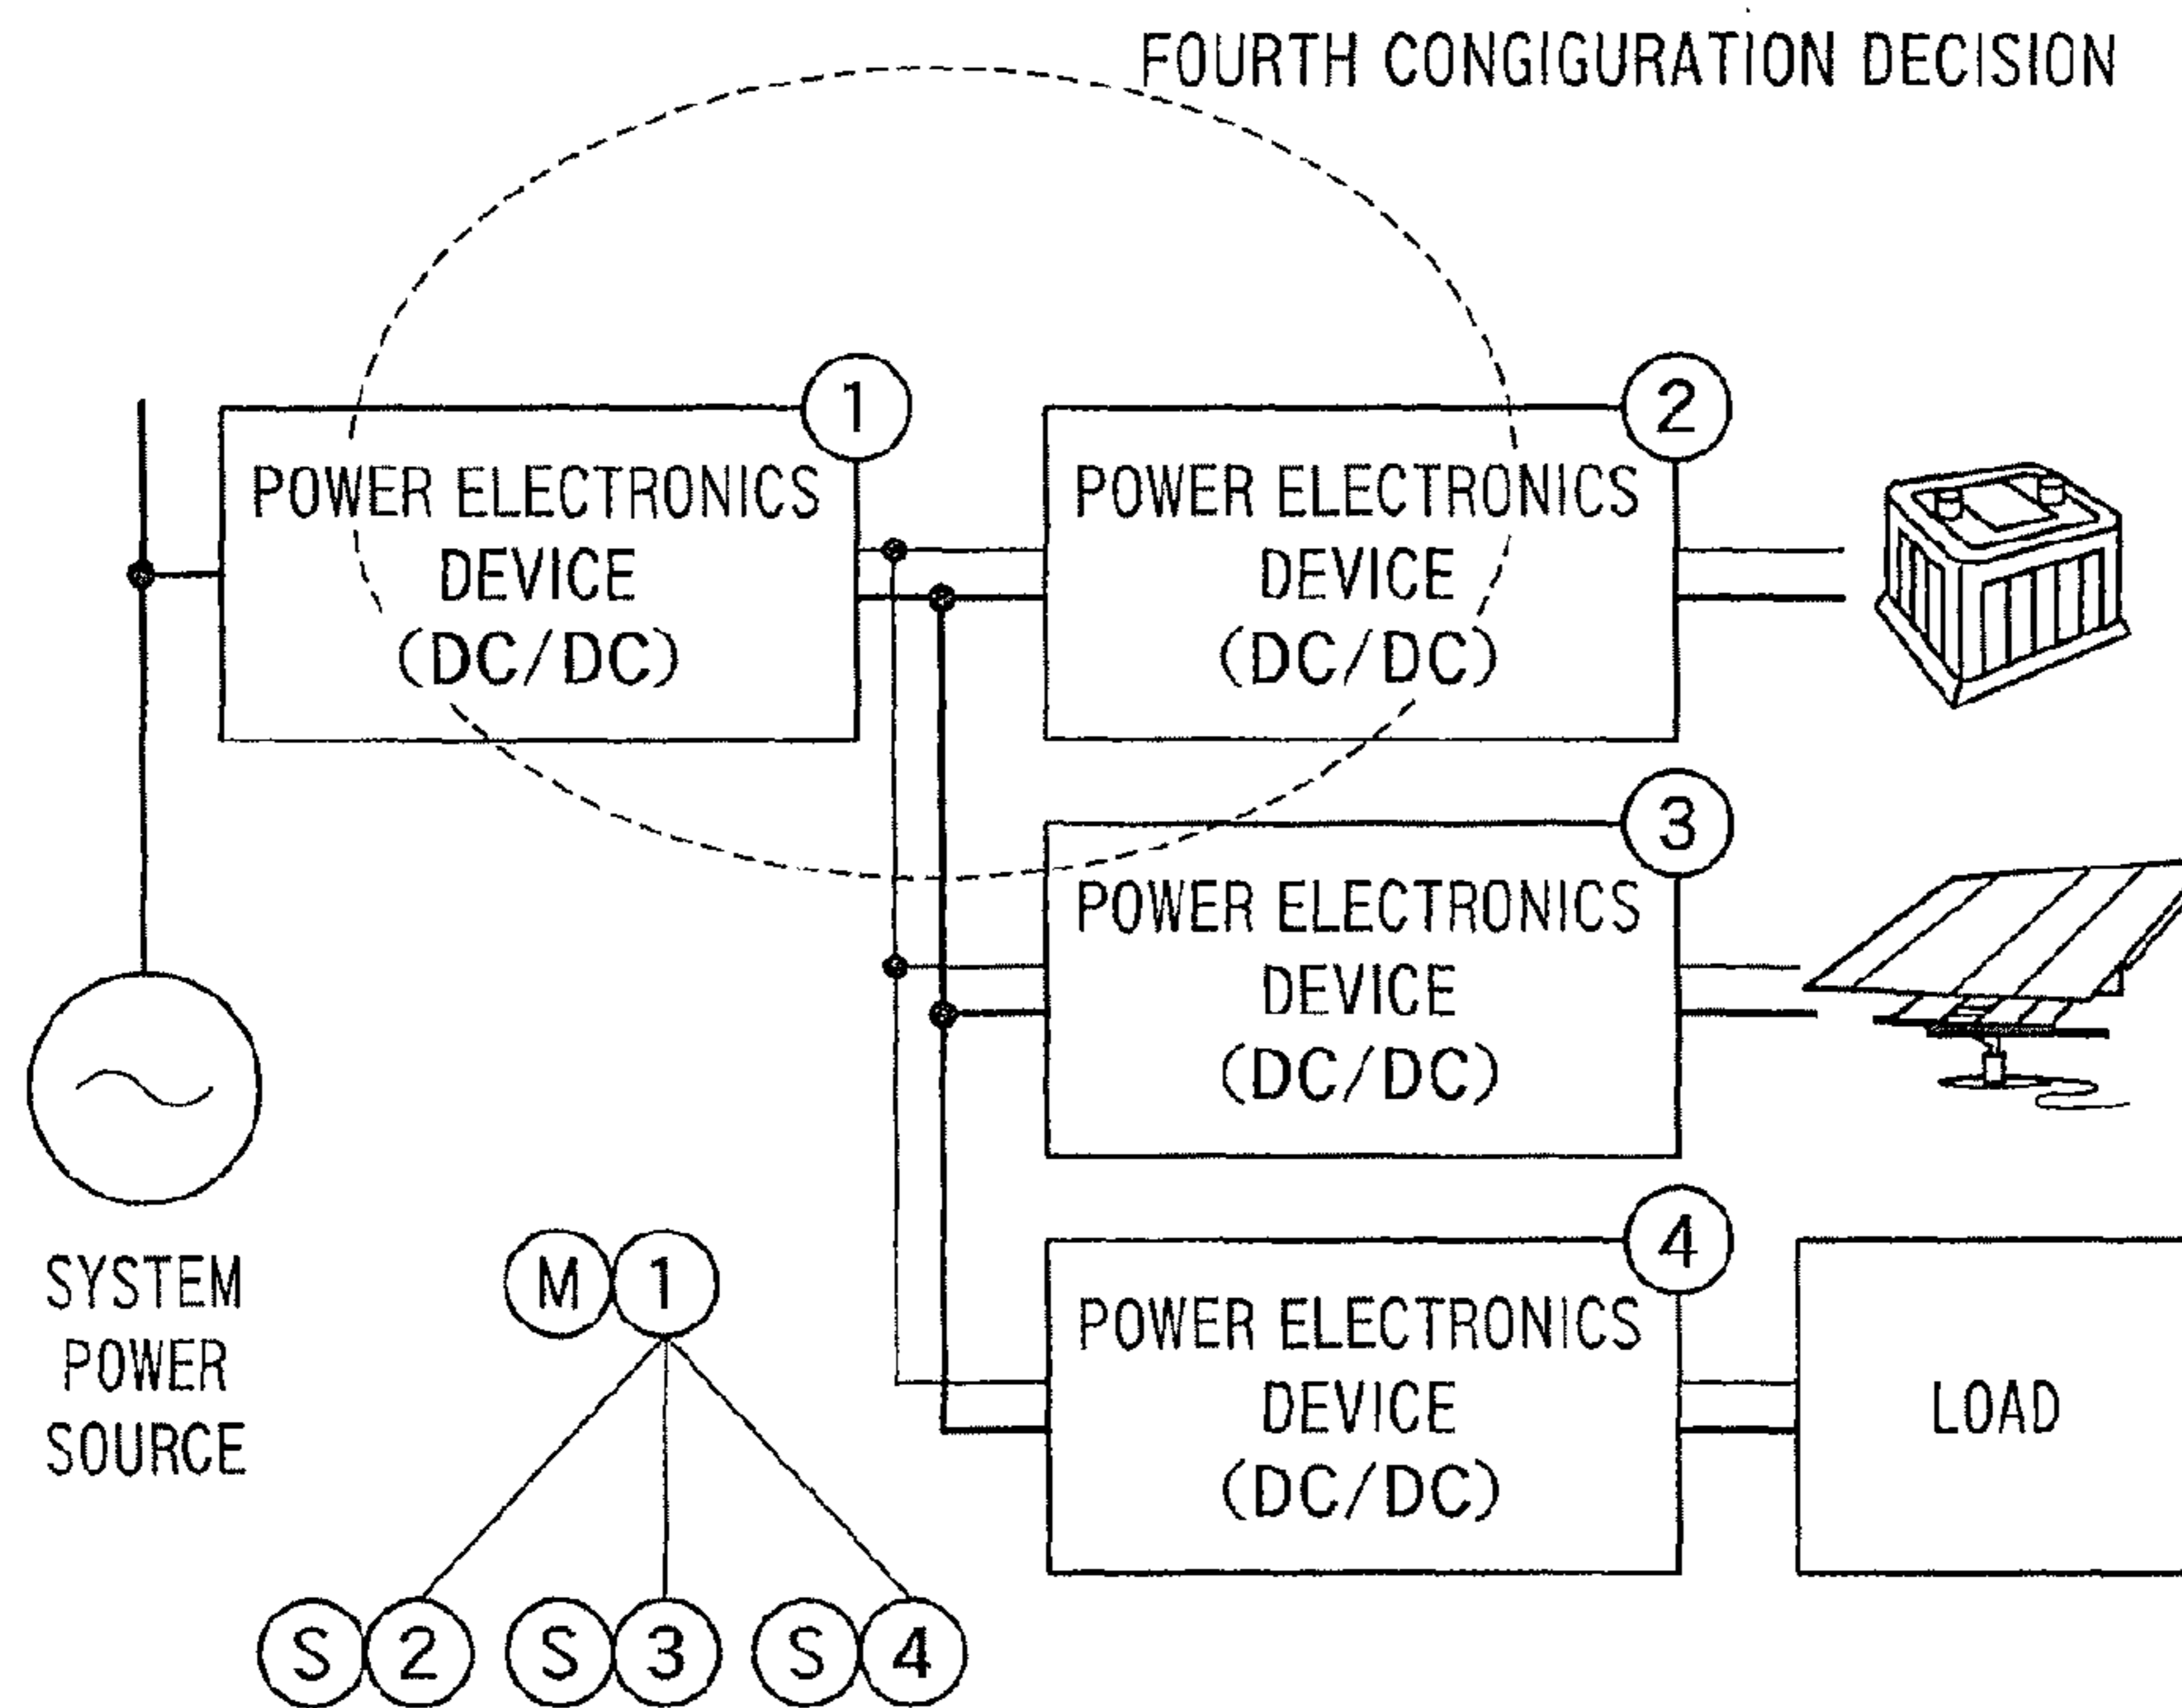 FOURTH CONGIGURATION DECISION
1
POWER ELECTRONICS
DEVICE
(DC/DC)
2
POWER ELECTRONICS
DEVICE
(DC/DC)
3
POWER ELECTRONICS
DEVICE
(DC/DC)
4
POWER ELECTRONICS
DEVICE
(DC/DC)
LOAD
SYSTEM
POWER
SOURCE
M 1
S 2 S 3 S 4